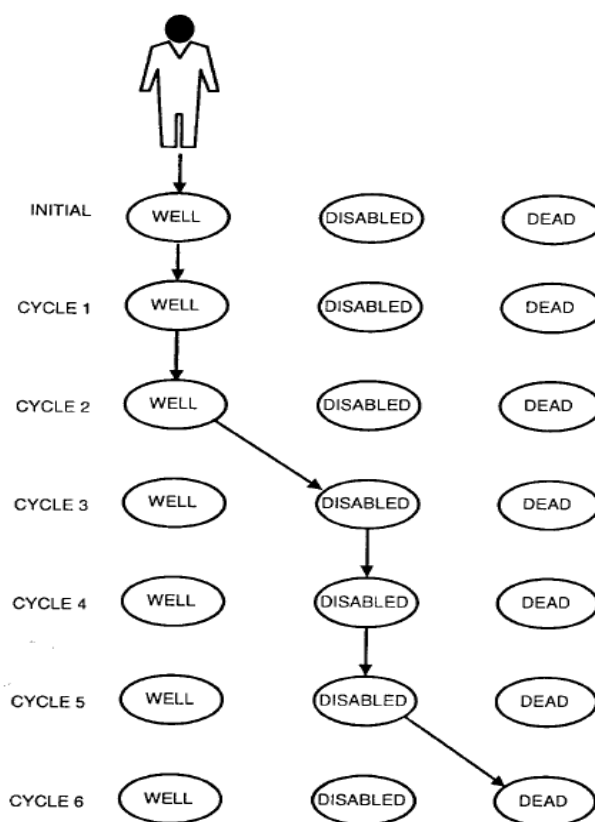 INITIAL WELL DISABLED DEAD
CYCLE 1 WELL DISABLED DEAD
CYCLE 2 WELL DISABLED DEAD
CYCLE 3 WELL DISABLED DEAD
CYCLE 4 WELL DISABLED DEAD
CYCLE 5 WELL DISABLED DEAD
CYCLE 6 WELL DISABLED DEAD